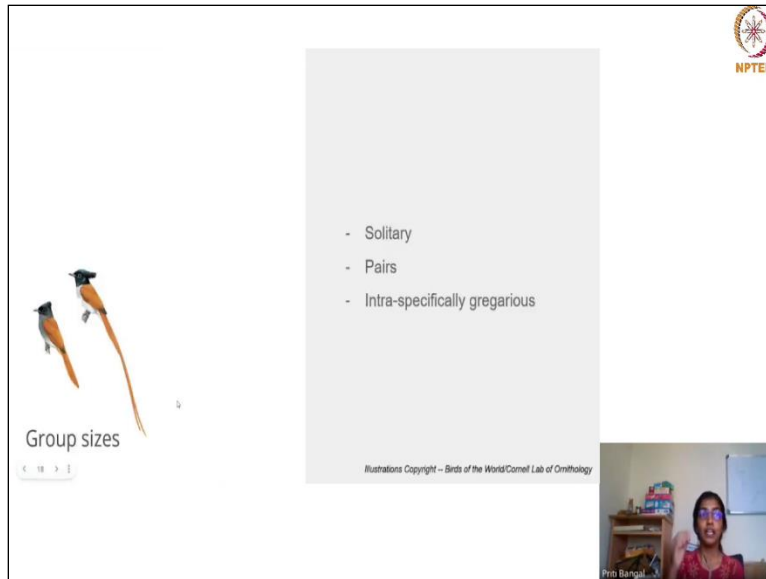 NPTEL
- Solitary
- Pairs
- Intra-specifically gregarious
Group sizes
18
Illustrations Copyright -- Birds of the World/Cornell Lab of Ornithology
Priti Bangal